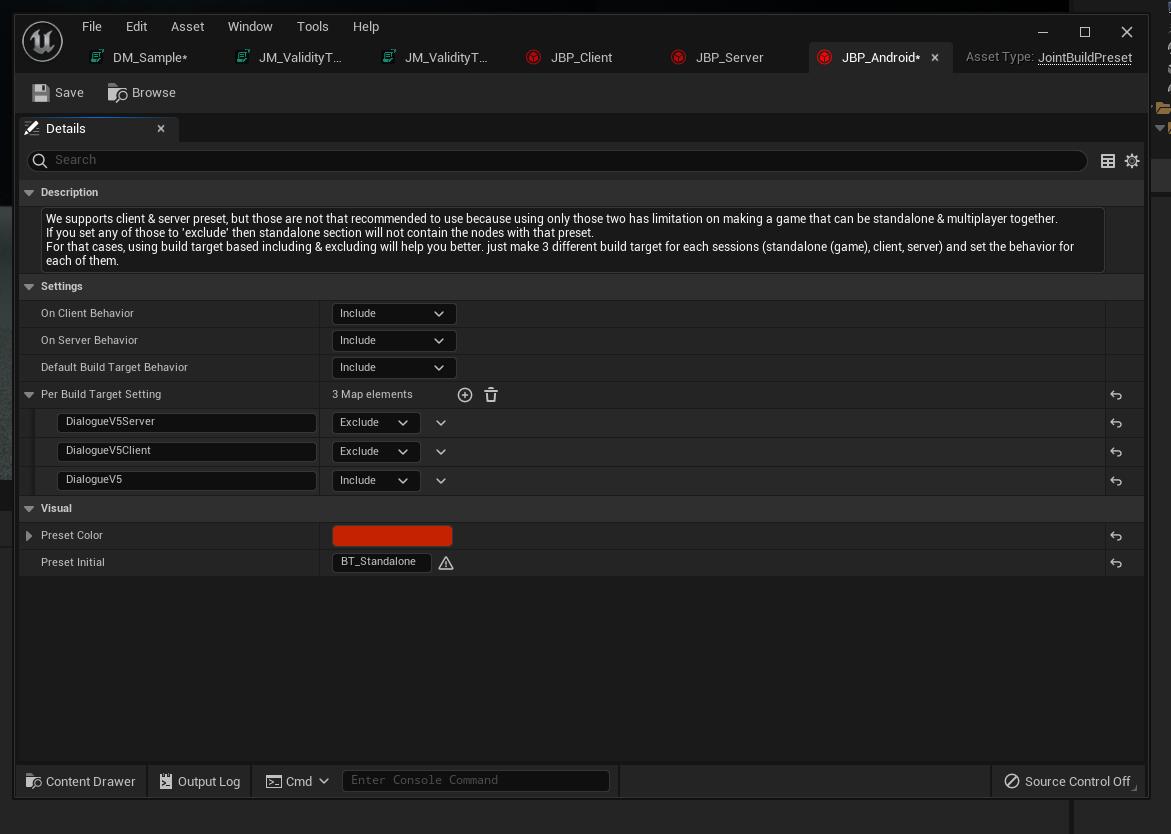 File Edit Asset Window Tools Help
DM_Sample* JM_ValidityT... JM_ValidityT... JBP_Client JBP_Server JBP_Android* Asset Type: JointBuildPreset
Save Browse
Details
Search
Description
We supports client & server preset, but those are not that recommended to use because using only those two has limitation on making a game that can be standalone & multiplayer together.
If you set any of those to 'exclude' then standalone section will not contain the nodes with that preset.
For that cases, using build target based including & excluding will help you better. just make 3 different build target for each sessions (standalone (game), client, server) and set the behavior for
each of them.
Settings
On Client Behavior Include
On Server Behavior Include
Default Build Target Behavior Include
Per Build Target Setting 3 Map elements
DialogueV5Server Exclude
DialogueV5Client Exclude
DialogueV5 Include
Visual
Preset Color
Preset Initial BT_Standalone
Content Drawer Output Log Cmd Enter Console Command Source Control Off